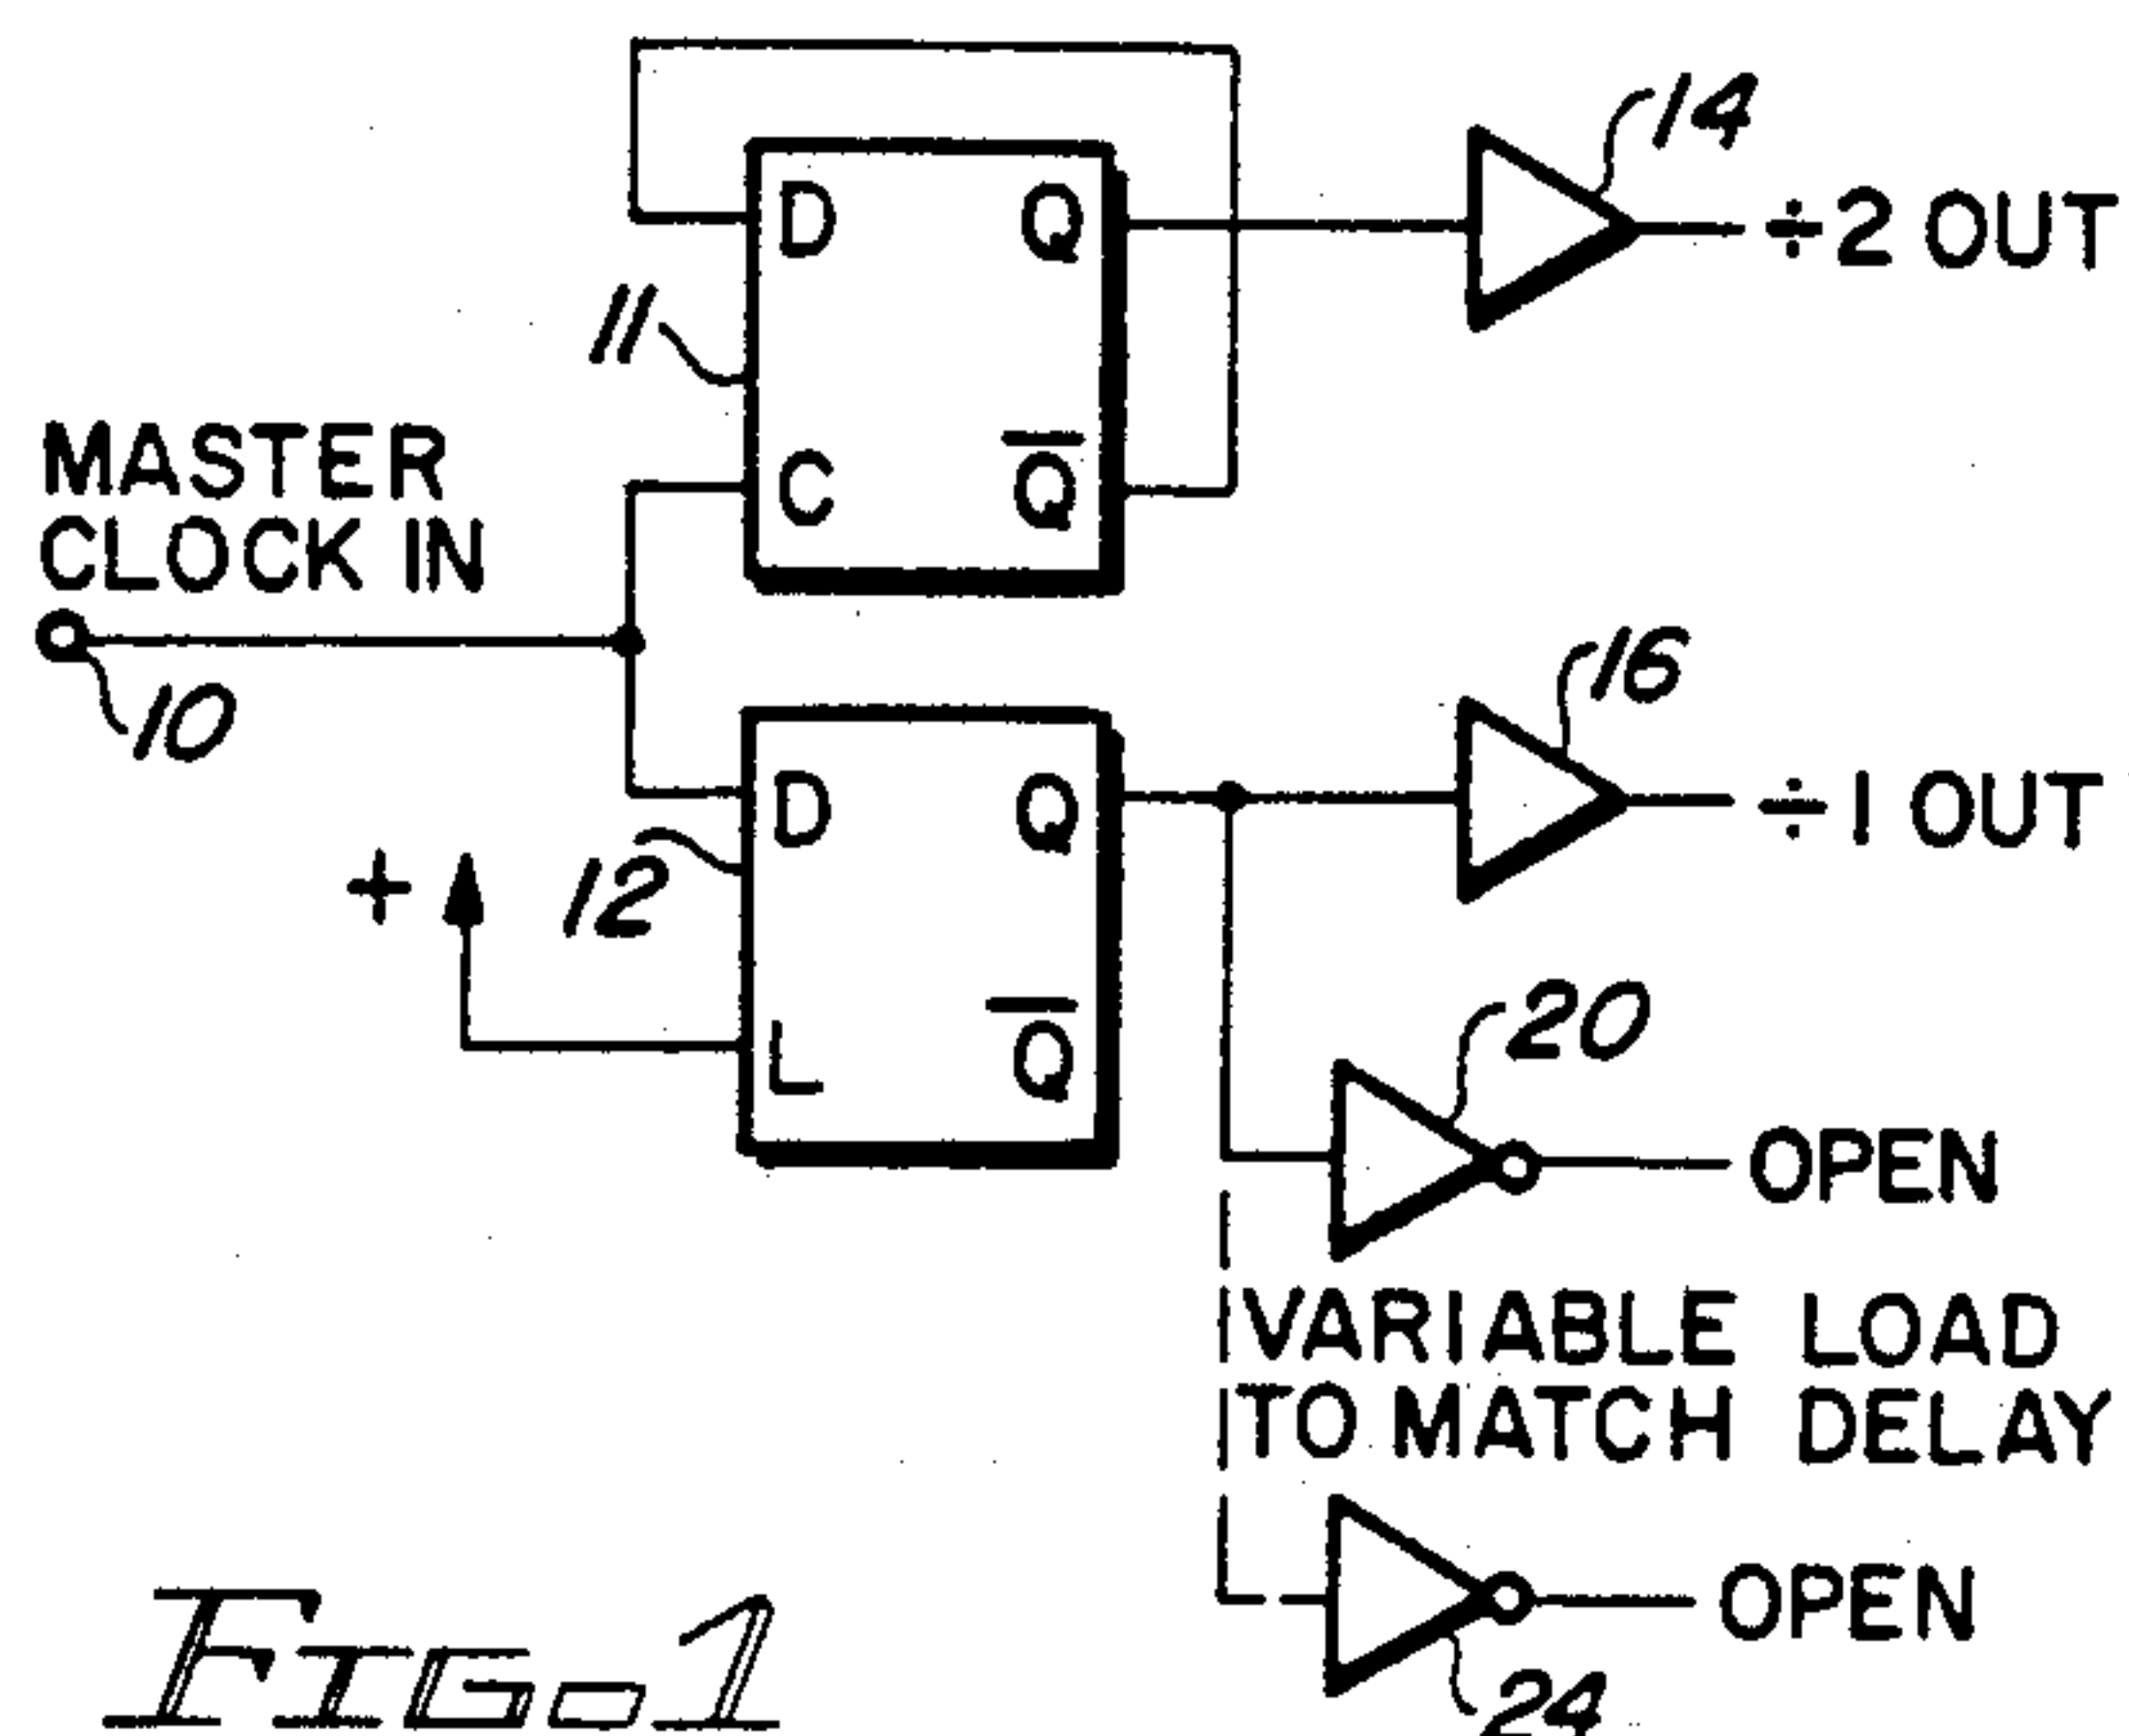 14
D Q
÷2 OUT
11
C Q̅
MASTER
CLOCK IN
10
16
D Q
÷1 OUT
+
12
20
L Q̅
OPEN
VARIABLE LOAD
TO MATCH DELAY
OPEN
24
FIG. 1